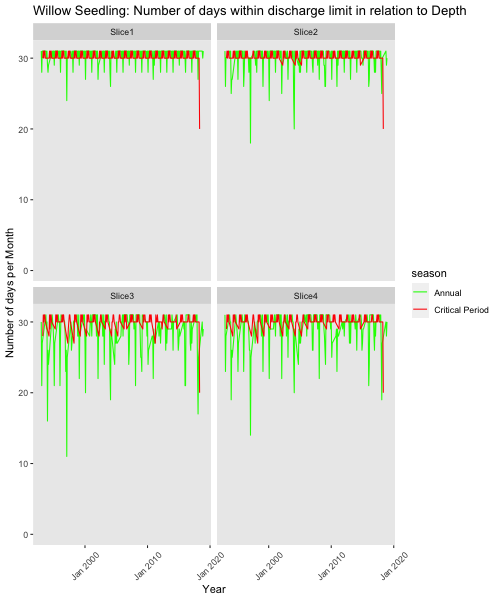 Willow Seedling: Number of days within discharge limit in relation to Depth
Slice1
Slice2
30
20
10
0
Slice3
Slice4
30
20
10
0
Number of days per Month
Jan 2000
Jan 2010
Jan 2020
Jan 2000
Jan 2010
Jan 2020
Year
season
Annual
Critical Period